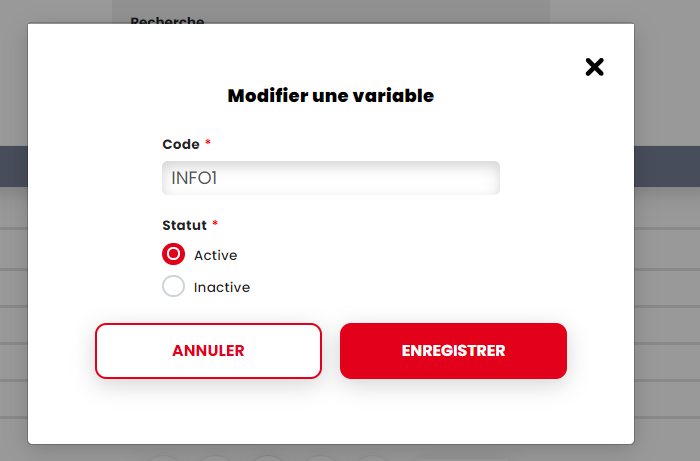 Recherche
Modifier une variable
Code *
INFO1
Statut *
Active
Inactive
ANNULER
ENREGISTRER